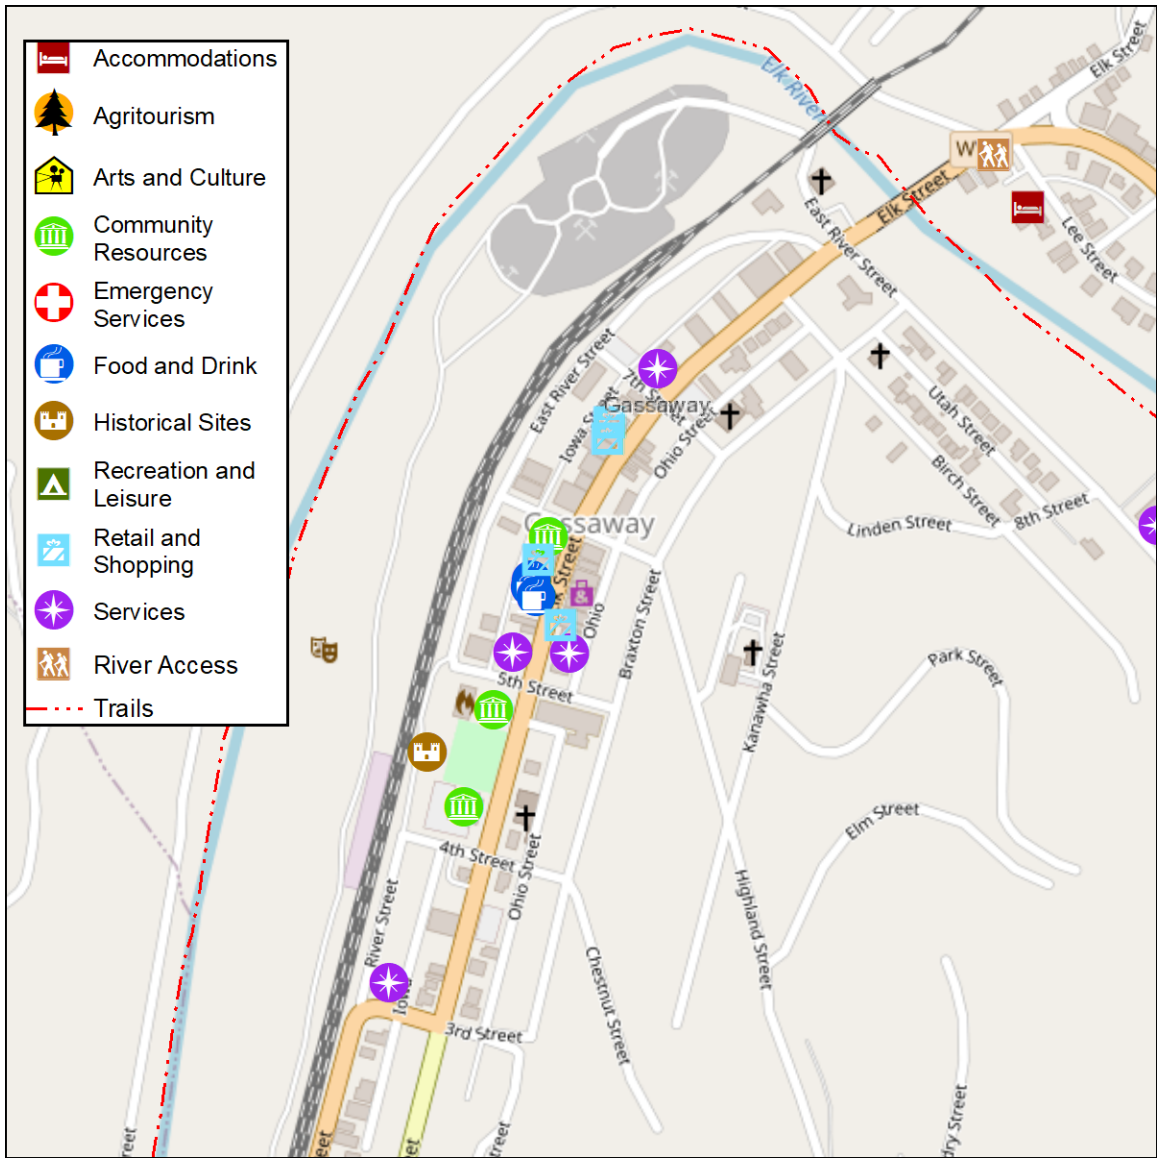 Accommodations
Agritourism
Arts and Culture
Community
Resources
Emergency
Services
Food and Drink
Historical Sites
Recreation and
Leisure
Retail and
Shopping
Services
River Access
Trails
Elk River
Elk Street
W
Elk Street
East River Street
Lee Street
East River Street
7th Street
Gassaway
Iowa Street
Ohio Street
Utah Street
Birch Street
8th Street
Linden Street
Gassaway
Elk Street
&
Ohio
Braxton Street
Park Street
Kanawha Street
5th Street
Elm Street
4th Street
Ohio Street
Highland Street
River Street
Iowa
Chestnut Street
3rd Street
Street